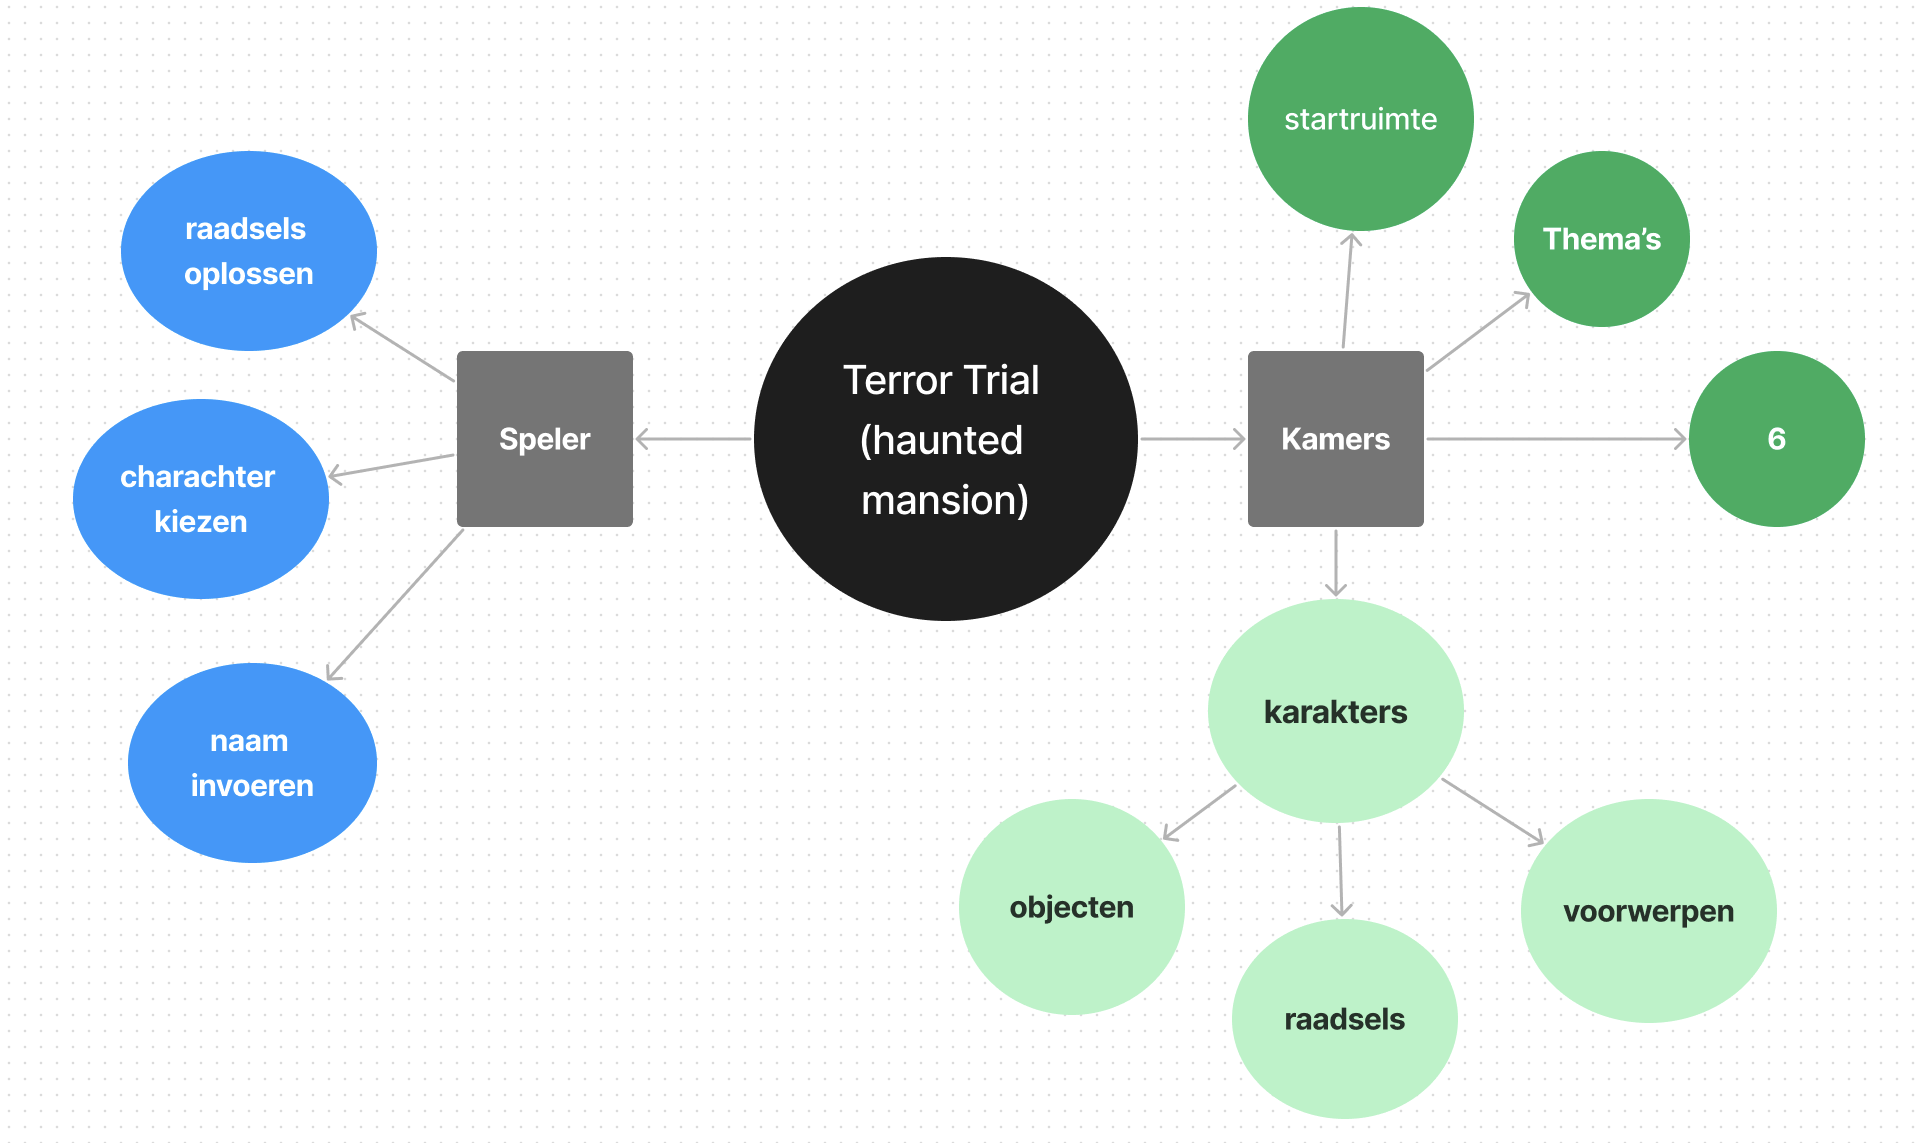 startruimte
raadsels
oplossen
Thema’s
Terror Trial
(haunted
mansion)
Speler
Kamers
6
charachter
kiezen
naam
invoeren
karakters
objecten
raadsels
voorwerpen